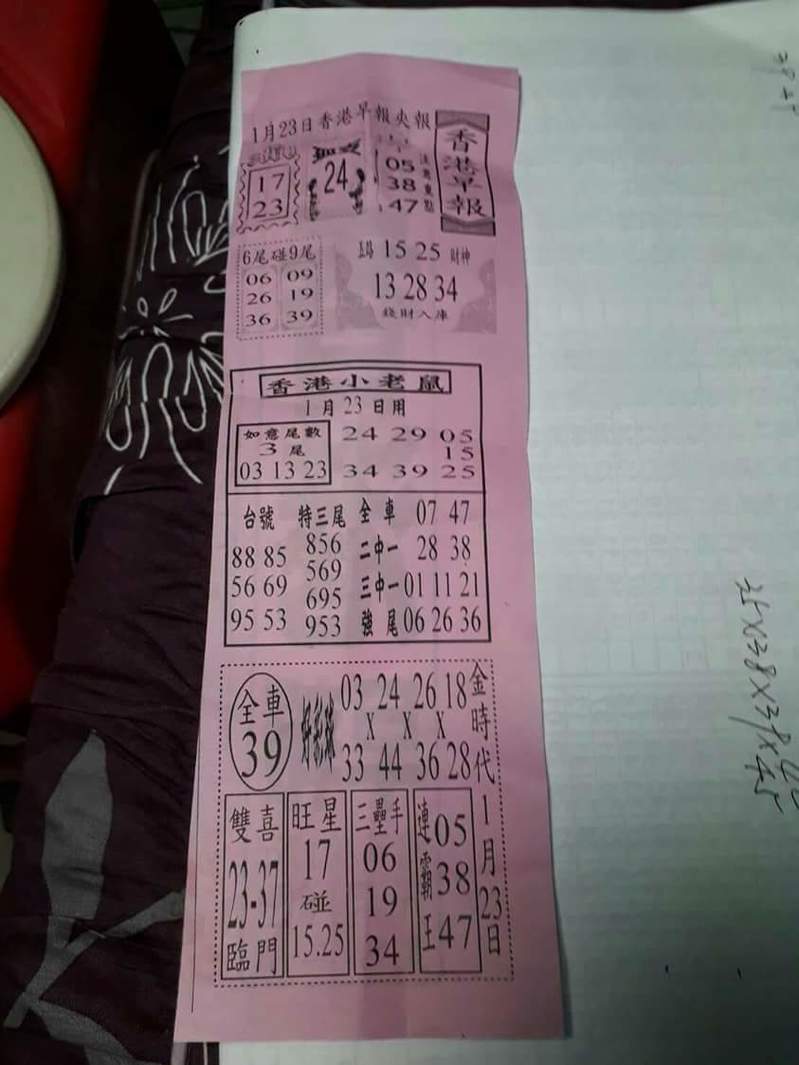 1月23日香港早報央報
香港早報
17
23
24
05
38
47
6尾碰9尾
06 09
26 19
36 39
15 25 財神
13 28 34
錢財入庫
香港小老鼠
1月23日用
如意尾數
3尾
03 13 23
24 29 05
15
34 39 25
台號
88 85
56 69
95 53
特三尾
856
569
695
953
全車 07 47
二中一 28 38
三中一 01 11 21
強尾 06 26 36
金時代1月23日
全車
39
03 24 26 18
X X X
33 44 36 28
雙喜
23-37
臨門
旺星
17
碰
15.25
三壘手
06
19
34
連霸王
05
38
47